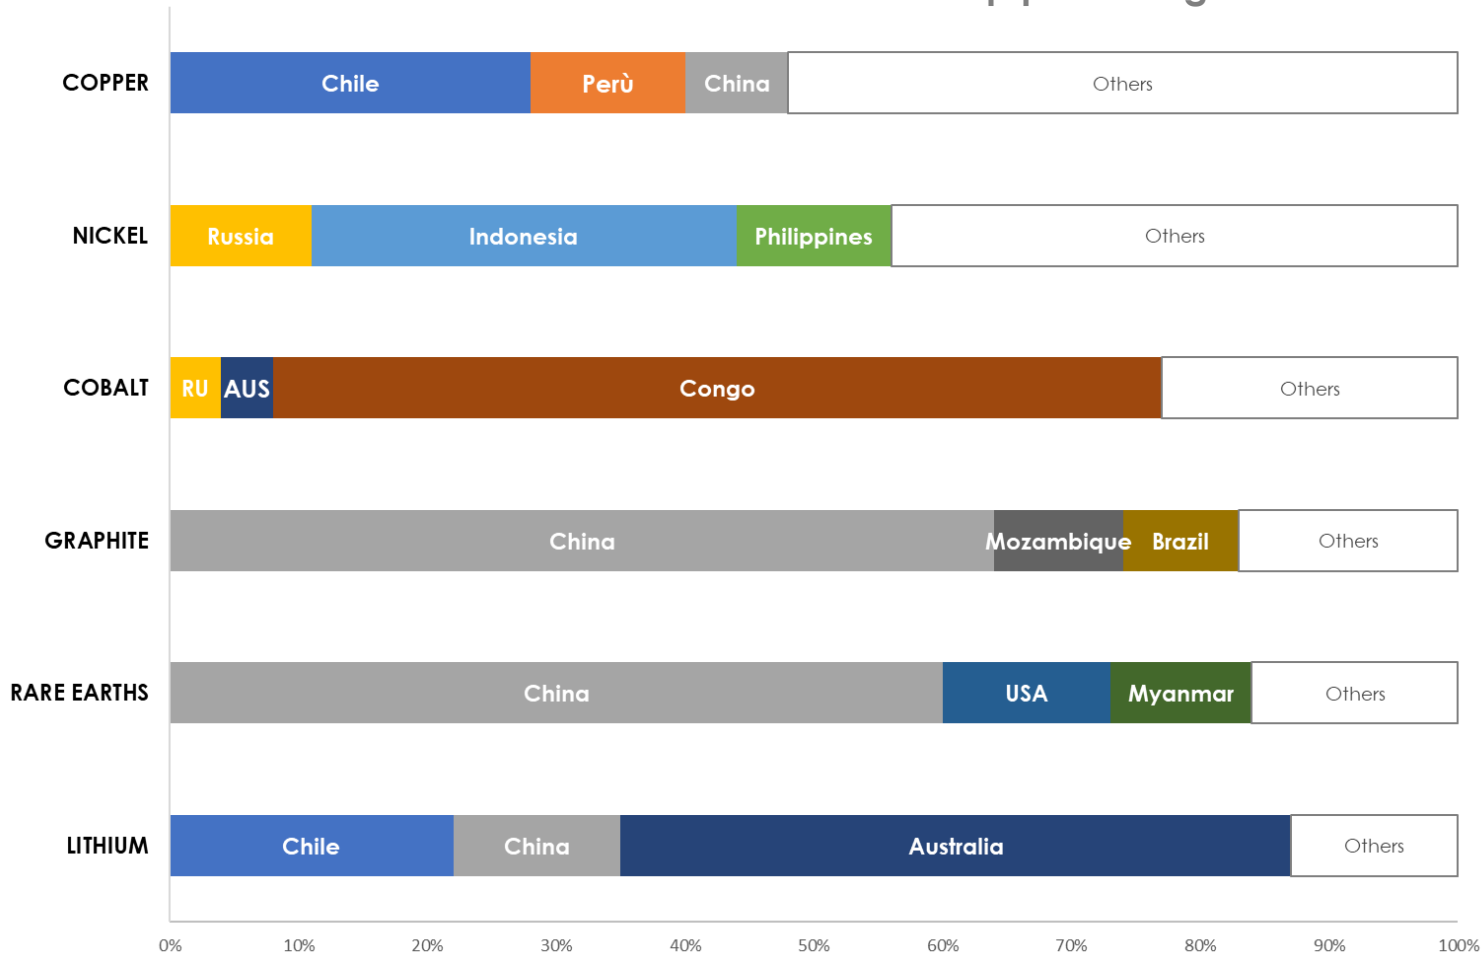 COPPER Chile Perù China Others
NICKEL Russia Indonesia Philippines Others
COBALT RU AUS Congo Others
GRAPHITE China Mozambique Brazil Others
RARE EARTHS China USA Myanmar Others
LITHIUM Chile China Australia Others
0% 10% 20% 30% 40% 50% 60% 70% 80% 90% 100%